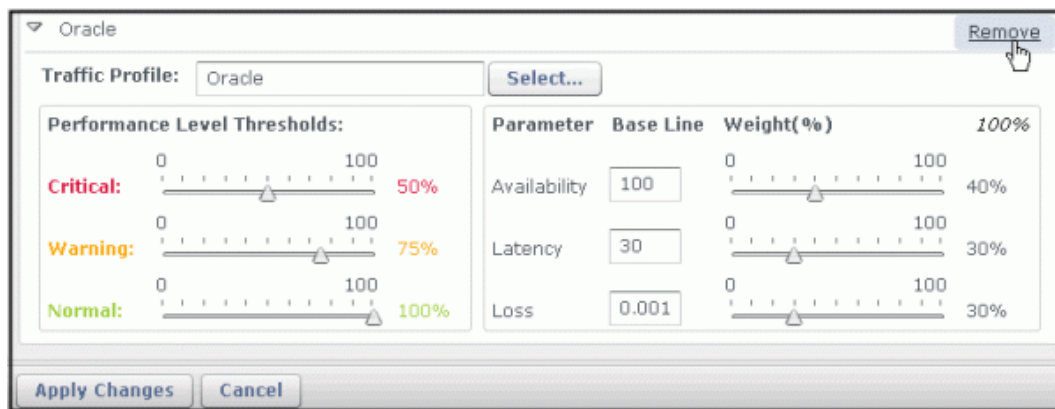 Oracle Remove
Traffic Profile: Oracle Select...
Performance Level Thresholds: Parameter Base Line Weight(%) 100%
0 100 0 100
Critical: 50% Availability 100 40%
0 100 0 100
Warning: 75% Latency 30 30%
0 100 0 100
Normal: 100% Loss 0.001 30%
Apply Changes Cancel